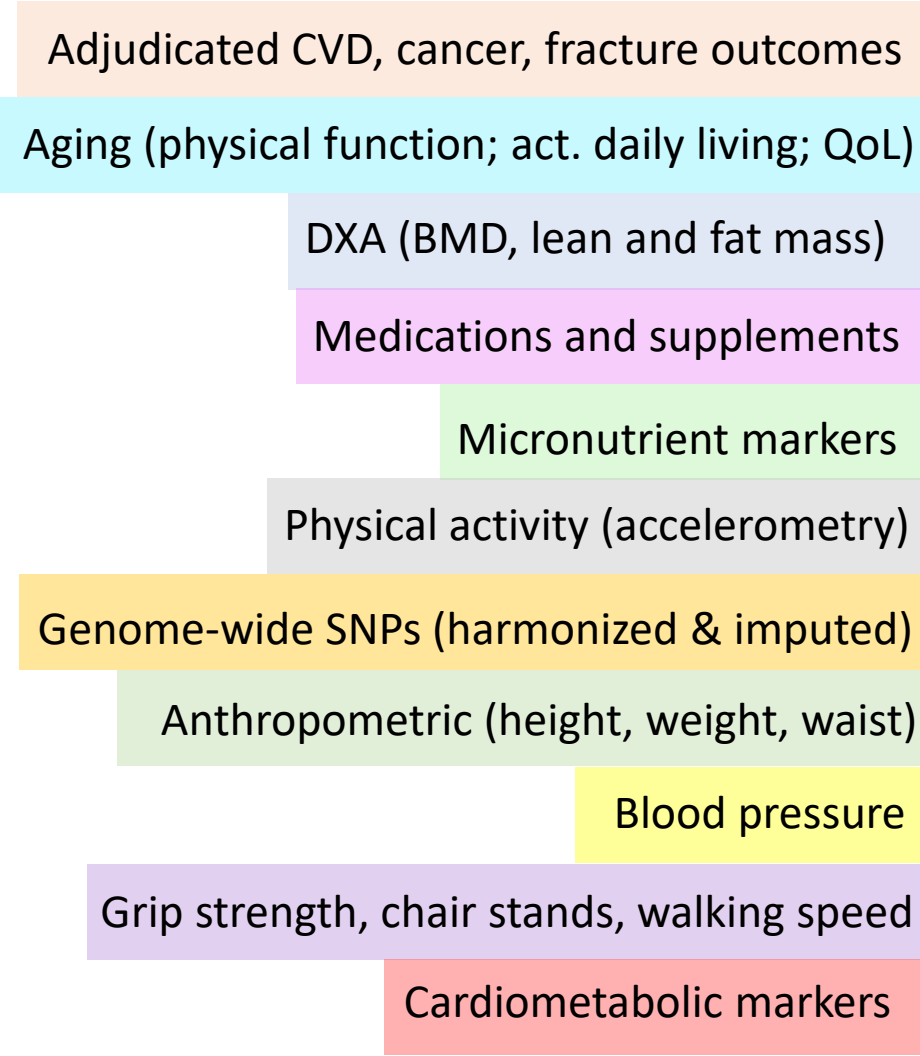 Adjudicated CVD, cancer, fracture outcomes
Aging (physical function; act. daily living; QoL)
DXA (BMD, lean and fat mass)
Medications and supplements
Micronutrient markers
Physical activity (accelerometry)
Genome-wide SNPs (harmonized & imputed)
Anthropometric (height, weight, waist)
Blood pressure
Grip strength, chair stands, walking speed
Cardiometabolic markers